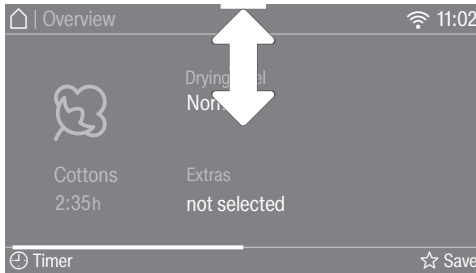 Overview
11:02
Drying
Cottons
Extras
2:35h
not selected
Timer
Save